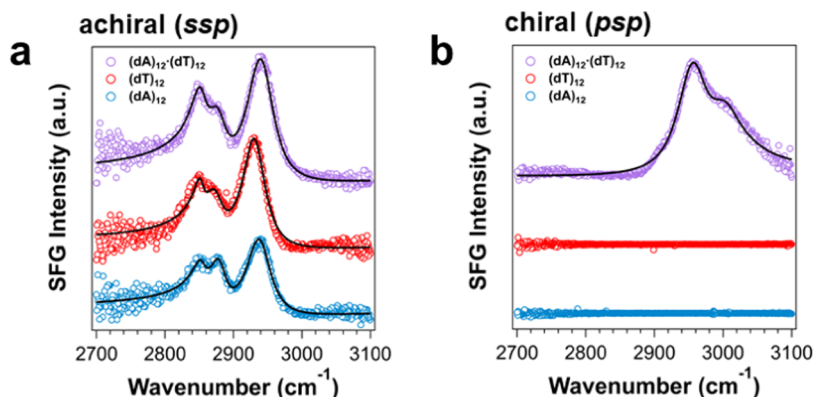 achiral (ssp)
a
(dA)12·(dT)12
(dT)12
(dA)12
SFG Intensity (a.u.)
2700 2800 2900 3000 3100
Wavenumber (cm-1)
chiral (psp)
b
(dA)12-(dT)12
(dT)12
(dA)12
SFG Intensity (a.u.)
2700 2800 2900 3000 3100
Wavenumber (cm-1)